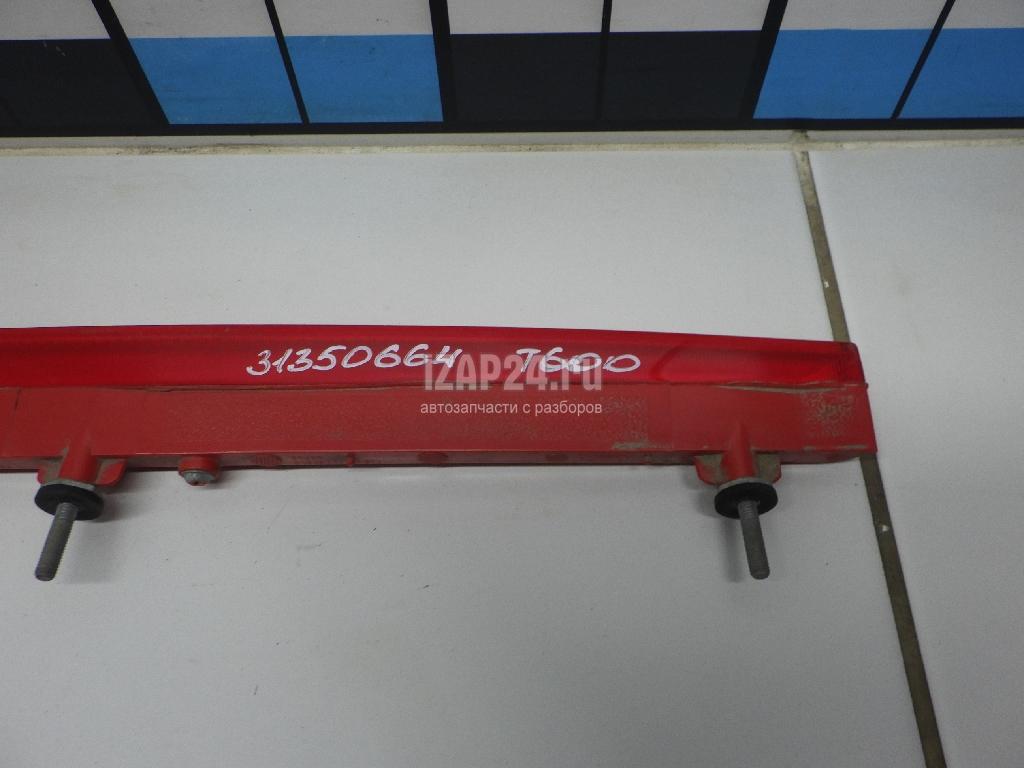 31350664 T600
IZAP24.ru
автозапчасти с разборов